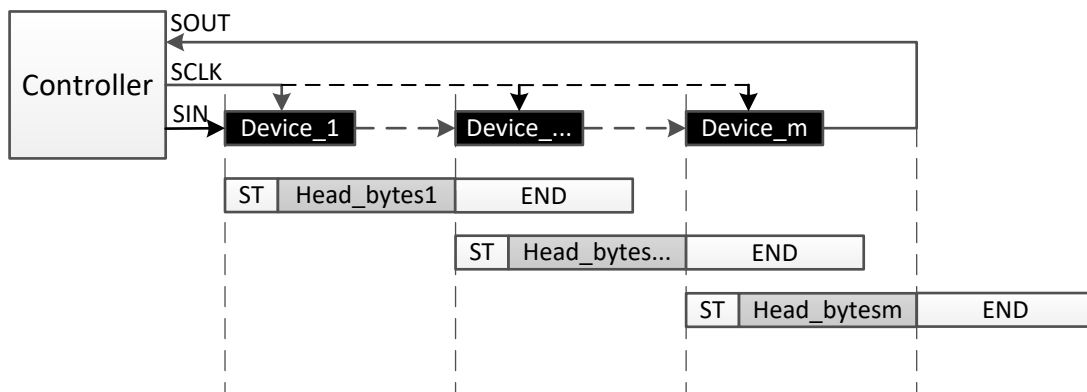 SOUT
Controller
SCLK
SIN
Device_1
Device_...
Device_m
ST Head_bytes1 END
ST Head_bytes... END
ST Head_bytesm END